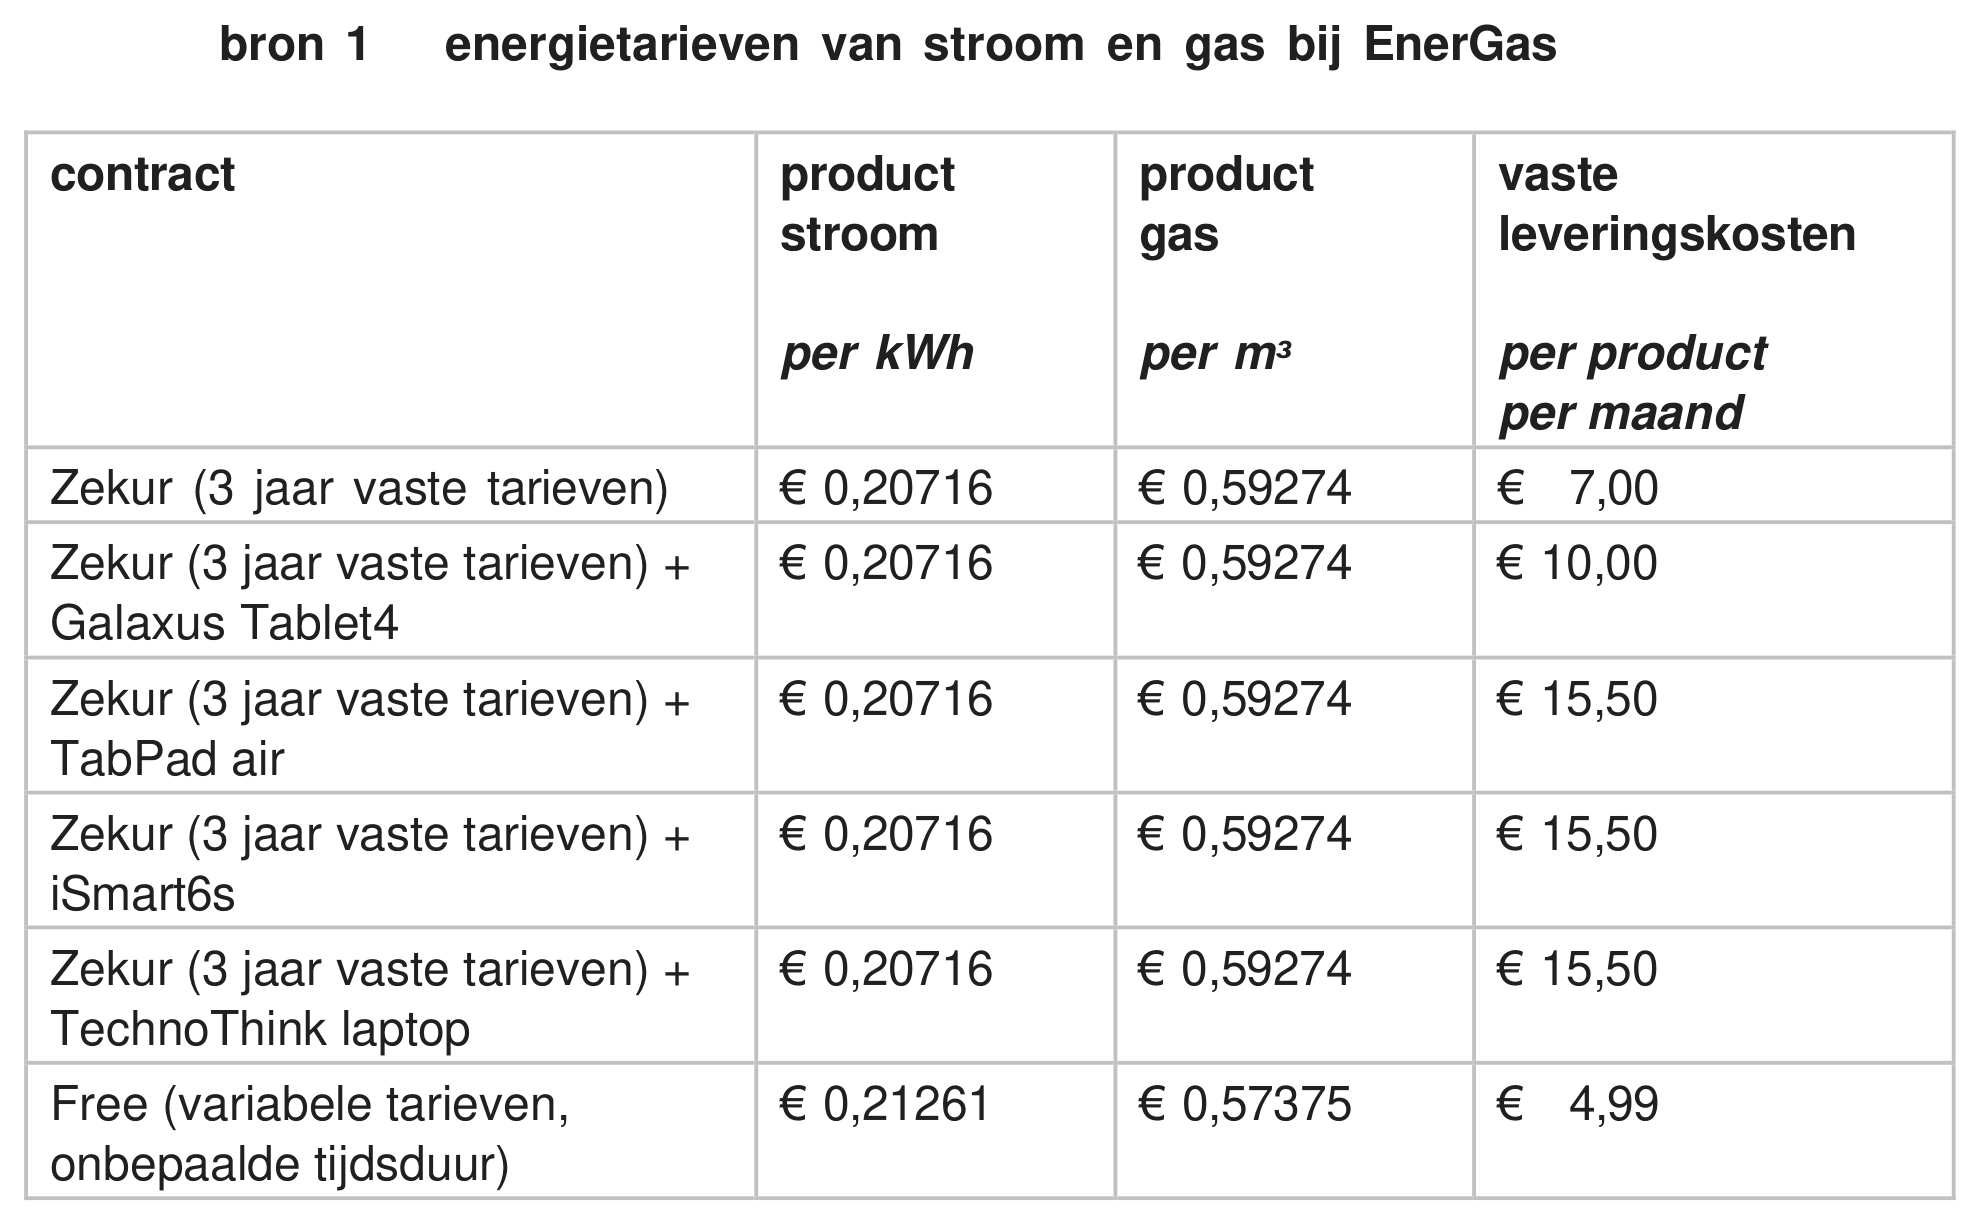 bron 1 energietarieven van stroom en gas bij EnerGas
contract
product
stroom
per kWh
product
gas
per m³
vaste
leveringskosten
per product
per maand
Zekur (3 jaar vaste tarieven)
€ 0,20716
€ 0,59274
€ 7,00
Zekur (3 jaar vaste tarieven) +
Galaxus Tablet4
€ 0,20716
€ 0,59274
€ 10,00
Zekur (3 jaar vaste tarieven) +
TabPad air
€ 0,20716
€ 0,59274
€ 15,50
Zekur (3 jaar vaste tarieven) +
iSmart6s
€ 0,20716
€ 0,59274
€ 15,50
Zekur (3 jaar vaste tarieven) +
TechnoThink laptop
€ 0,20716
€ 0,59274
€ 15,50
Free (variabele tarieven,
onbepaalde tijdsduur)
€ 0,21261
€ 0,57375
€ 4,99